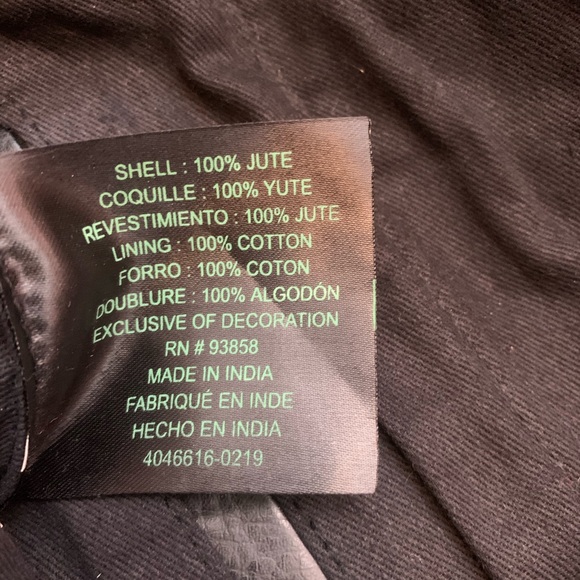 SHELL : 100% JUTE
COQUILLE : 100% YUTE
REVESTIMIENTO : 100% JUTE
LINING : 100% COTTON
FORRO : 100% COTON
DOUBLURE : 100% ALGODÓN
EXCLUSIVE OF DECORATION
RN # 93858
MADE IN INDIA
FABRIQUÉ EN INDE
HECHO EN INDIA
4046616-0219